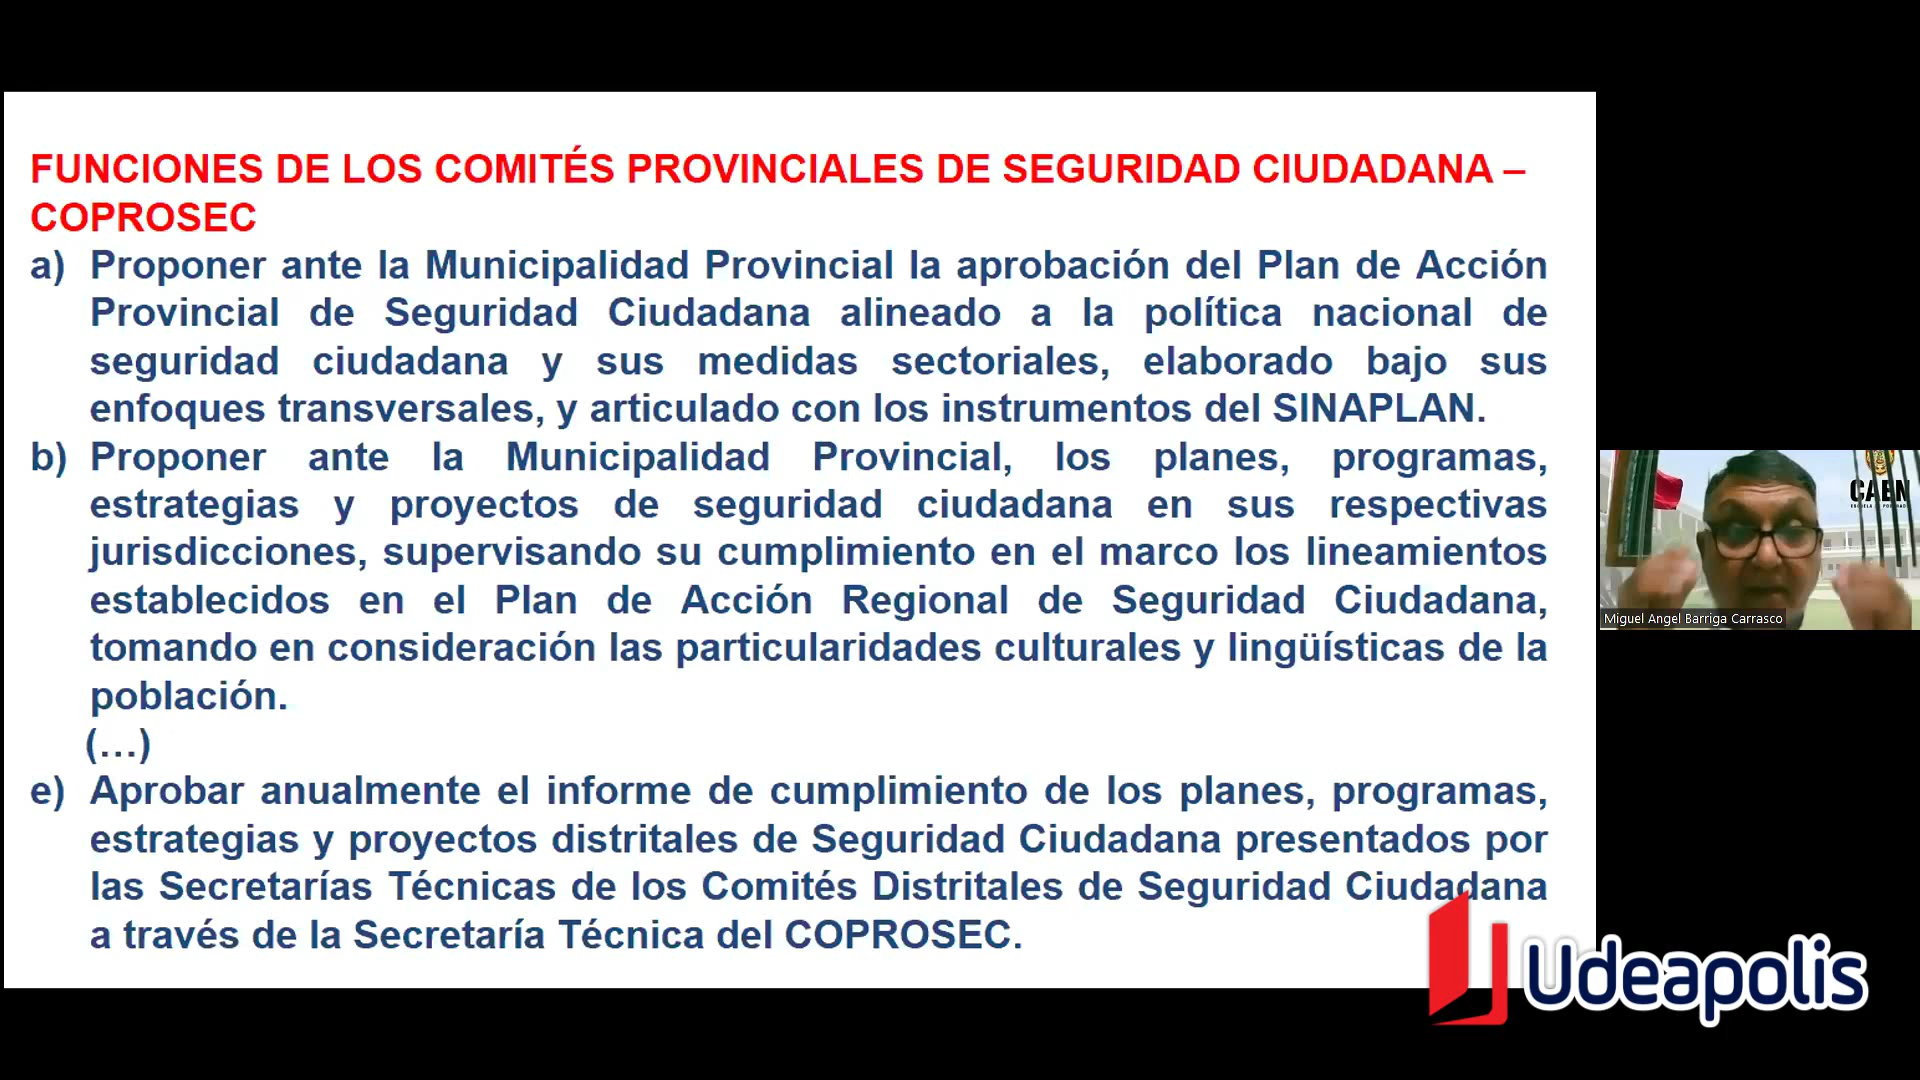 FUNCIONES DE LOS COMITÉS PROVINCIALES DE SEGURIDAD CIUDADANA –
COPROSEC
a) Proponer ante la Municipalidad Provincial la aprobación del Plan de Acción
Provincial de Seguridad Ciudadana alineado a la política nacional de
seguridad ciudadana y sus medidas sectoriales, elaborado bajo sus
enfoques transversales, y articulado con los instrumentos del SINAPLAN.
b) Proponer ante la Municipalidad Provincial, los planes, programas,
estrategias y proyectos de seguridad ciudadana en sus respectivas
jurisdicciones, supervisando su cumplimiento en el marco los lineamientos
establecidos en el Plan de Acción Regional de Seguridad Ciudadana,
tomando en consideración las particularidades culturales y lingüísticas de la
población.
(…)
e) Aprobar anualmente el informe de cumplimiento de los planes, programas,
estrategias y proyectos distritales de Seguridad Ciudadana presentados por
las Secretarías Técnicas de los Comités Distritales de Seguridad Ciudadana
a través de la Secretaría Técnica del COPROSEC.
CAEN
Miguel Angel Barriga Carrasco
Udeapolis